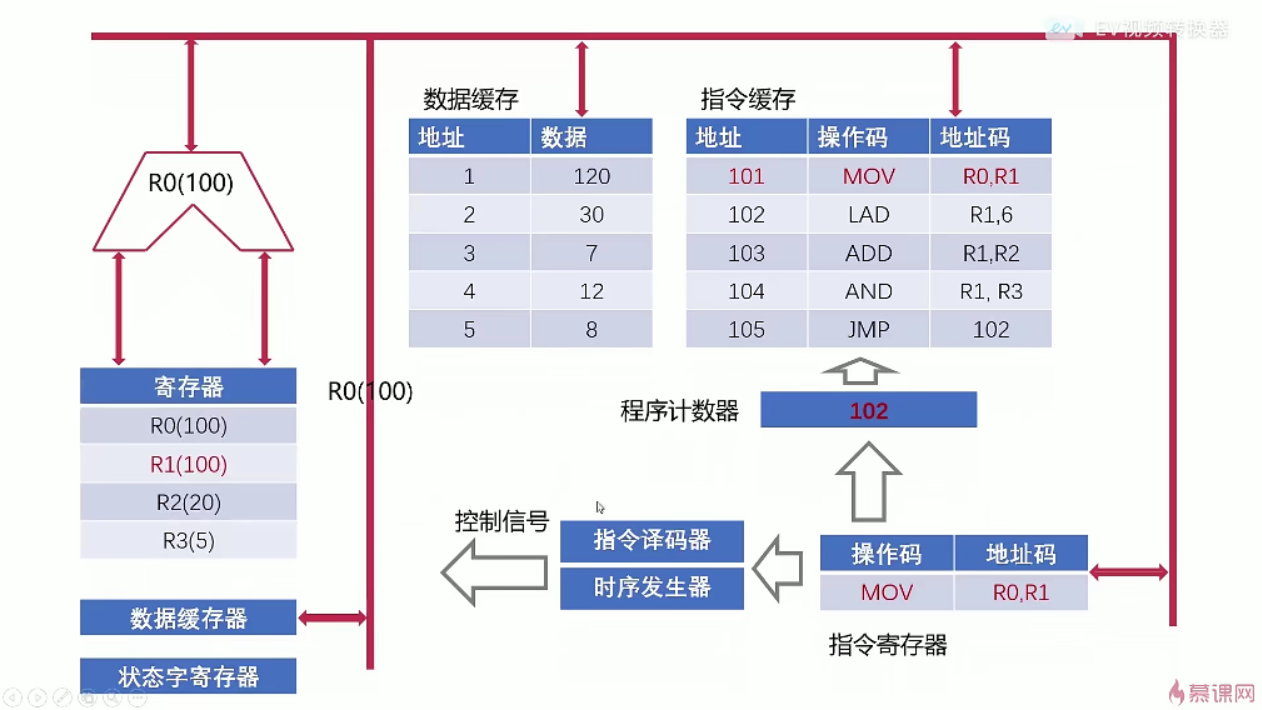 EV视频转换器
R0(100)
数据缓存
地址 数据
1 120
2 30
3 7
4 12
5 8
指令缓存
地址 操作码 地址码
101 MOV R0,R1
102 LAD R1,6
103 ADD R1,R2
104 AND R1, R3
105 JMP 102
寄存器
R0(100)
R1(100)
R2(20)
R3(5)
R0(100)
程序计数器
102
控制信号
指令译码器
时序发生器
操作码 地址码
MOV R0,R1
指令寄存器
数据缓存器
状态字寄存器
慕课网